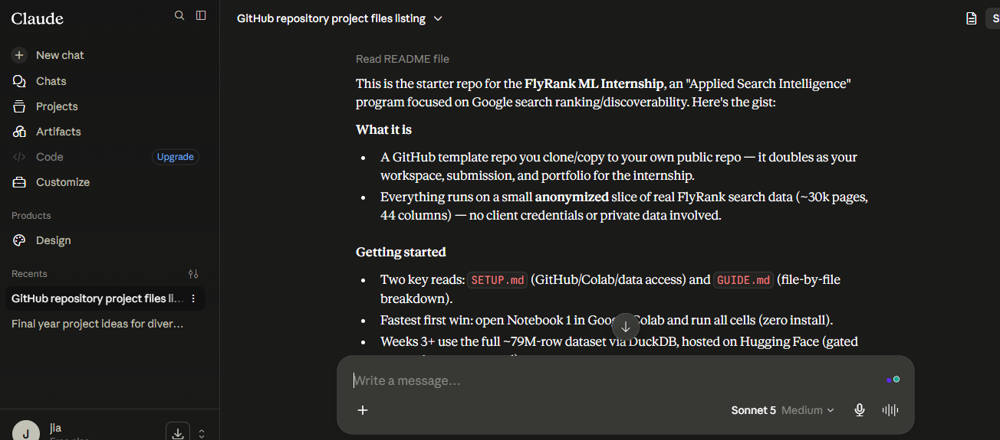 Claude
New chat
Chats
Projects
Artifacts
Code Upgrade
Customize
Products
Design
Recents
GitHub repository project files li...
Final year project ideas for diver...
J
jla
GitHub repository project files listing
S
Read README file
This is the starter repo for the FlyRank ML Internship, an "Applied Search Intelligence"
program focused on Google search ranking/discoverability. Here's the gist:
What it is
• A GitHub template repo you clone/copy to your own public repo — it doubles as your
workspace, submission, and portfolio for the internship.
• Everything runs on a small anonymized slice of real FlyRank search data (~30k pages,
44 columns) — no client credentials or private data involved.
Getting started
• Two key reads: SETUP.md (GitHub/Colab/data access) and GUIDE.md (file-by-file
breakdown).
• Fastest first win: open Notebook 1 in Google Colab and run all cells (zero install).
• Weeks 3+ use the full ~79M-row dataset via DuckDB, hosted on Hugging Face (gated
Write a message...
Sonnet 5 Medium